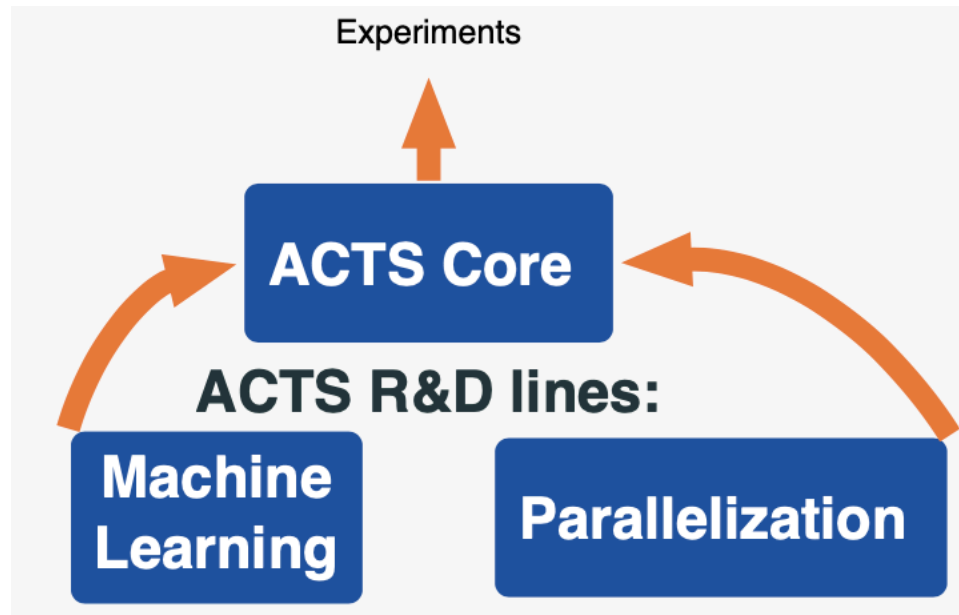 Experiments
ACTS Core
ACTS R&D lines:
Machine
Learning
Parallelization